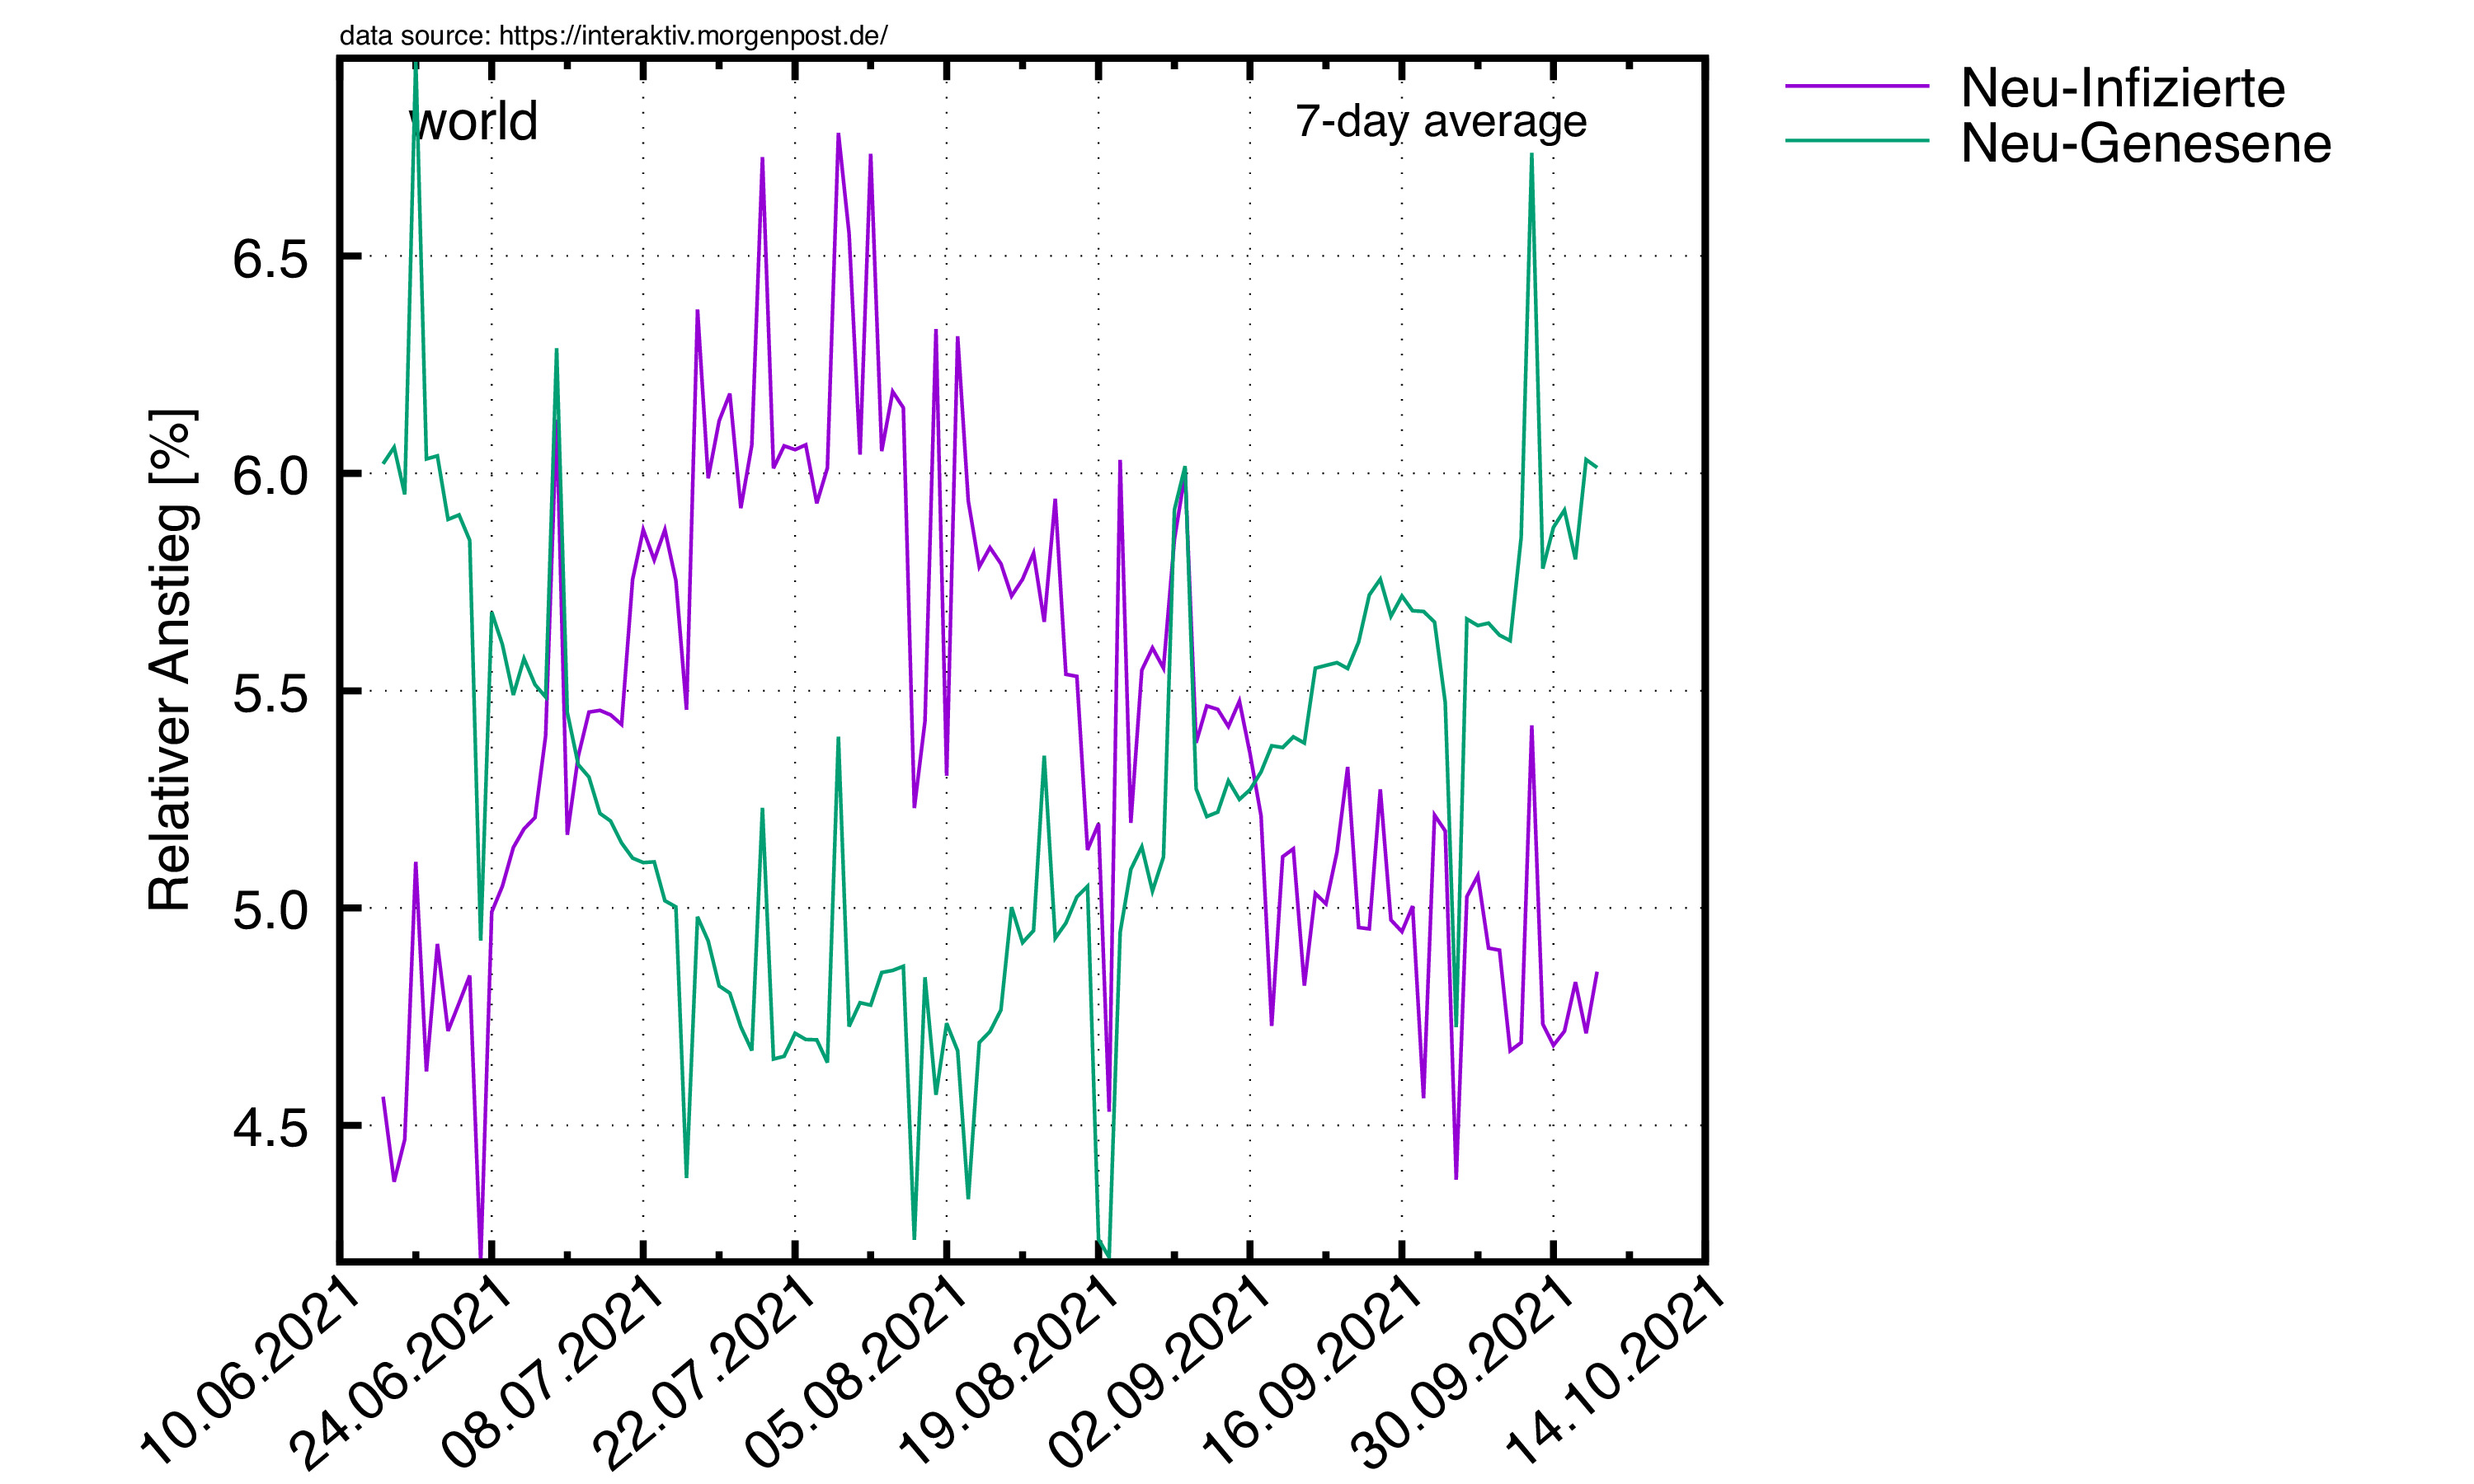 data source: https://interaktiv.morgenpost.de/
world
7-day average
Neu-Infizierte
Neu-Genesene
Relativer Anstieg [%]
6.5
6.0
5.5
5.0
4.5
10.06.2021
24.06.2021
08.07.2021
22.07.2021
05.08.2021
19.08.2021
02.09.2021
16.09.2021
30.09.2021
14.10.2021